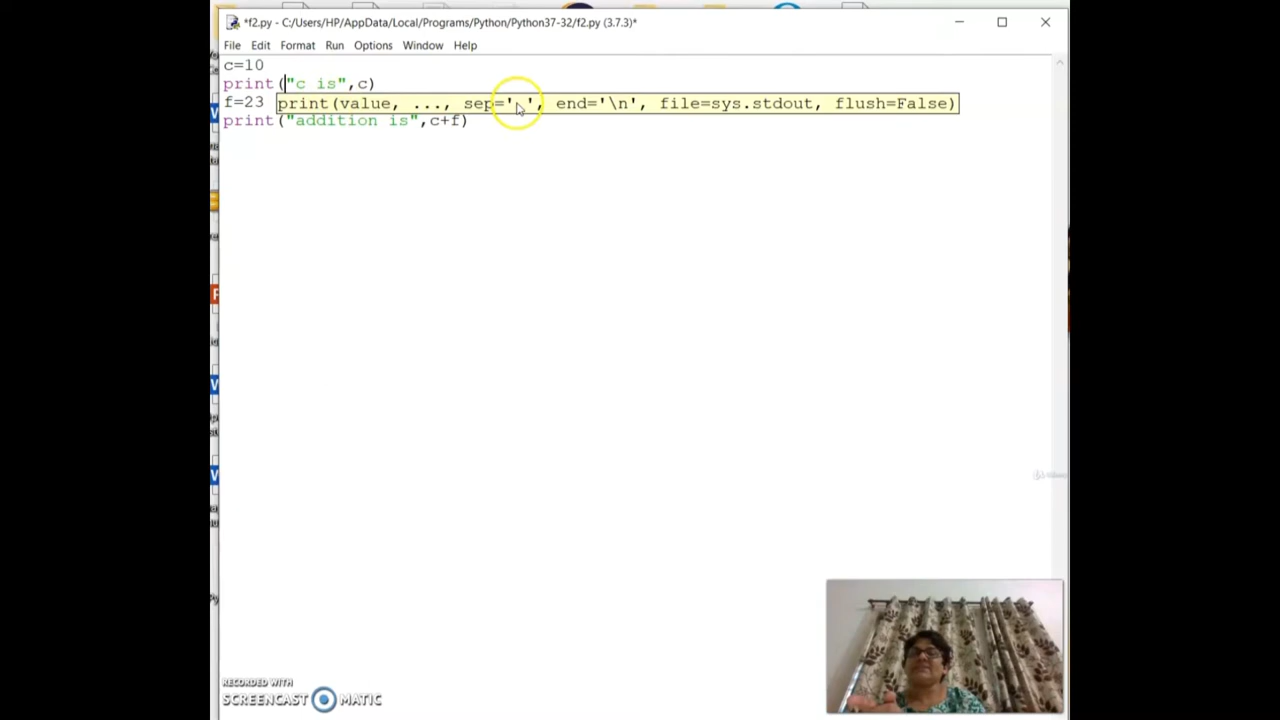 *f2.py - C:/Users/HP/AppData/Local/Programs/Python/Python37-32/f2.py (3.7.3)*
File Edit Format Run Options Window Help
c=10
print("c is",c)
f=23
print(value, ..., sep=' ', end='\n', file=sys.stdout, flush=False)
print("addition is",c+f)
RECORDED WITH
SCREENCAST MATIC